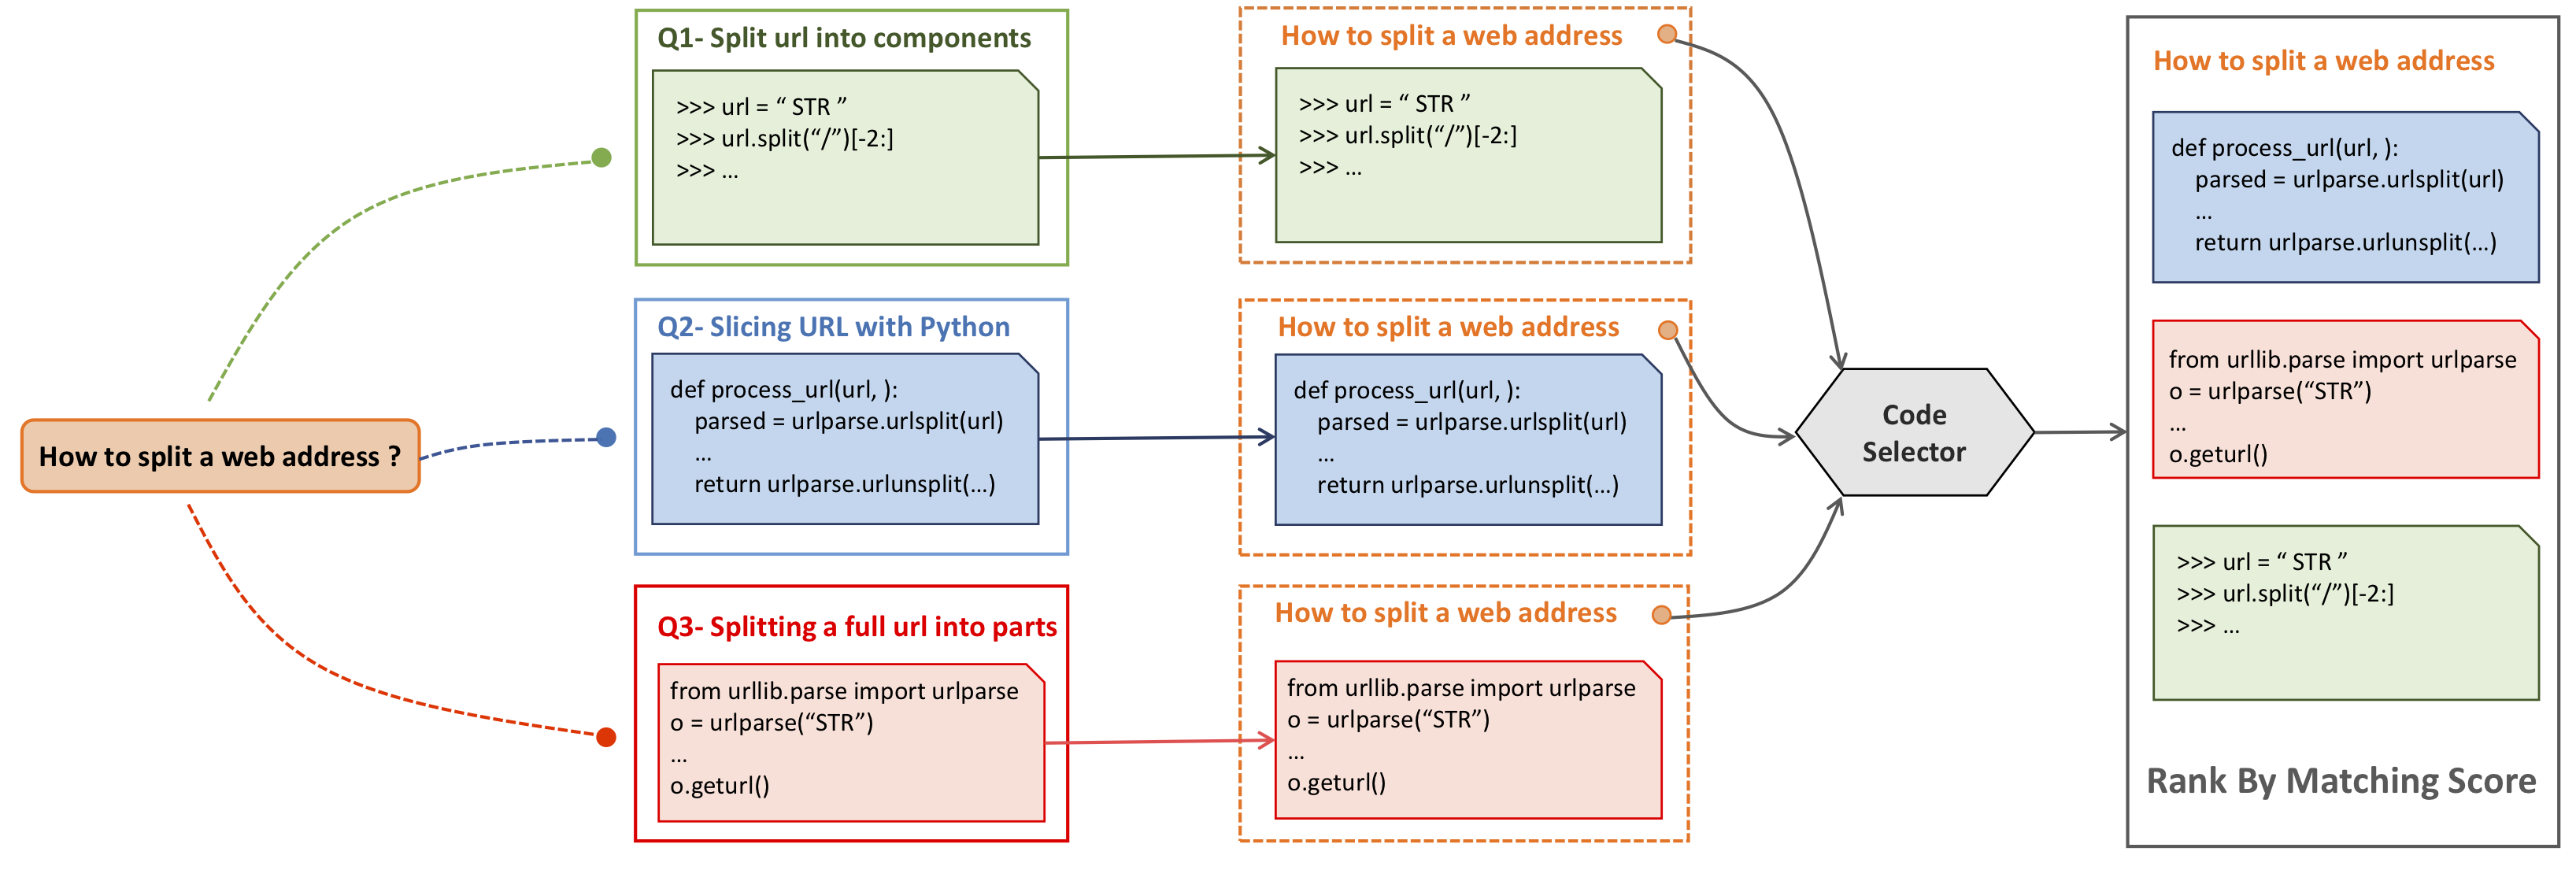 How to split a web address ?
Q1- Split url into components
>>> url = “ STR ”
>>> url.split(“/”)[-2:]
>>> ...
Q2- Slicing URL with Python
def process_url(url, ):
parsed = urlparse.urlsplit(url)
...
return urlparse.urlunsplit(...)
Q3- Splitting a full url into parts
from urllib.parse import urlparse
o = urlparse(“STR”)
...
o.geturl()
How to split a web address
>>> url = “ STR ”
>>> url.split(“/”)[-2:]
>>> ...
How to split a web address
def process_url(url, ):
parsed = urlparse.urlsplit(url)
...
return urlparse.urlunsplit(...)
How to split a web address
from urllib.parse import urlparse
o = urlparse(“STR”)
...
o.geturl()
Code
Selector
How to split a web address
def process_url(url, ):
parsed = urlparse.urlsplit(url)
...
return urlparse.urlunsplit(...)
from urllib.parse import urlparse
o = urlparse(“STR”)
...
o.geturl()
>>> url = “ STR ”
>>> url.split(“/”)[-2:]
>>> ...
Rank By Matching Score